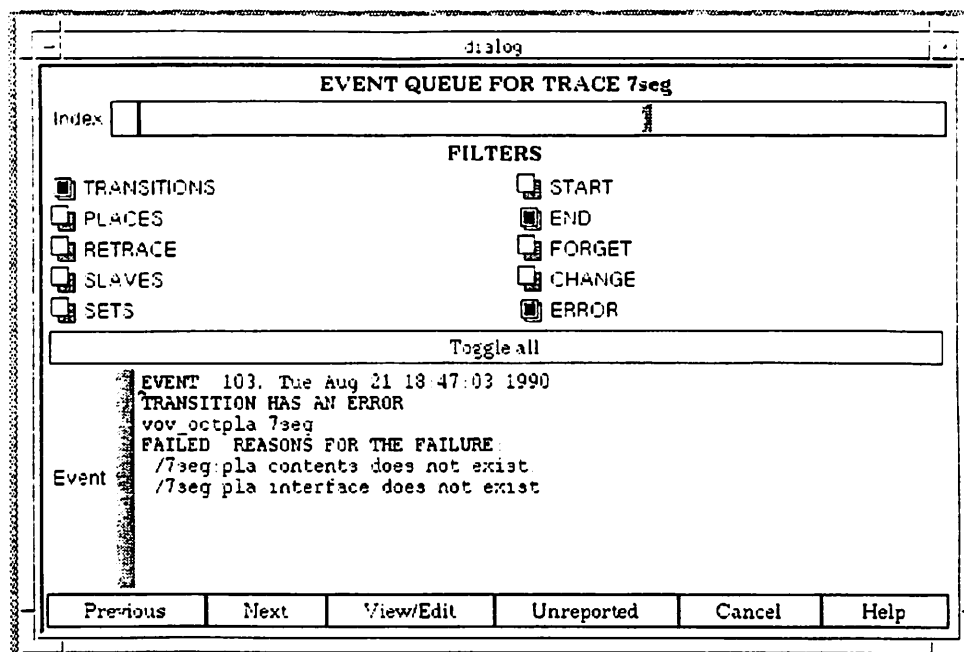 dialog
EVENT QUEUE FOR TRACE 7seg
Index
FILTERS
TRANSITIONS
START
PLACES
END
RETRACE
FORGET
SLAVES
CHANGE
SETS
ERROR
Toggle all
Event
EVENT 103. Tue Aug 21 18:47:03 1990
TRANSITION HAS AN ERROR
vov_octpla 7seg
FAILED REASONS FOR THE FAILURE:
/7seg:pla contents does not exist
/7seg pla interface does not exist
Previous Next View/Edit Unreported Cancel Help